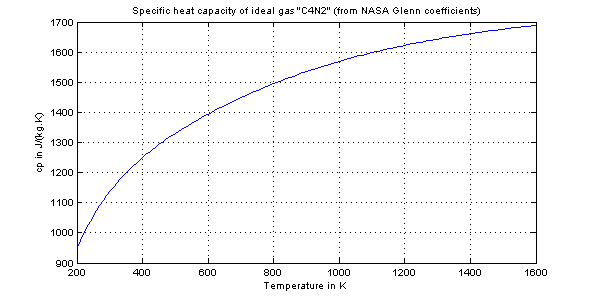 Specific heat capacity of ideal gas "C4N2" (from NASA Glenn coefficients)
1700
1600
1500
1400
1300
1200
1100
1000
900
cp in J/(kg.K)
200 400 600 800 1000 1200 1400 1600
Temperature in K